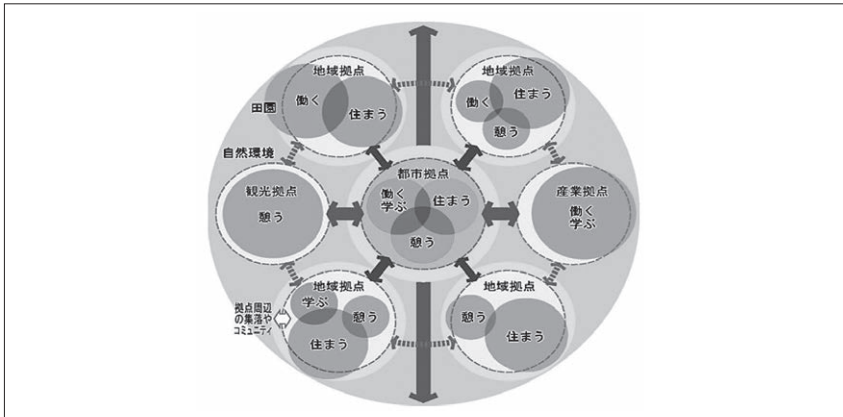 地域拠点
働く
住まう
田園
自然環境
地域拠点
働く
住まう
憩う
観光拠点
憩う
都市拠点
働く
学ぶ
住まう
憩う
産業拠点
働く
学ぶ
地域拠点
学ぶ
憩う
住まう
拠点周辺
の集落や
コミュニティ
地域拠点
憩う
住まう